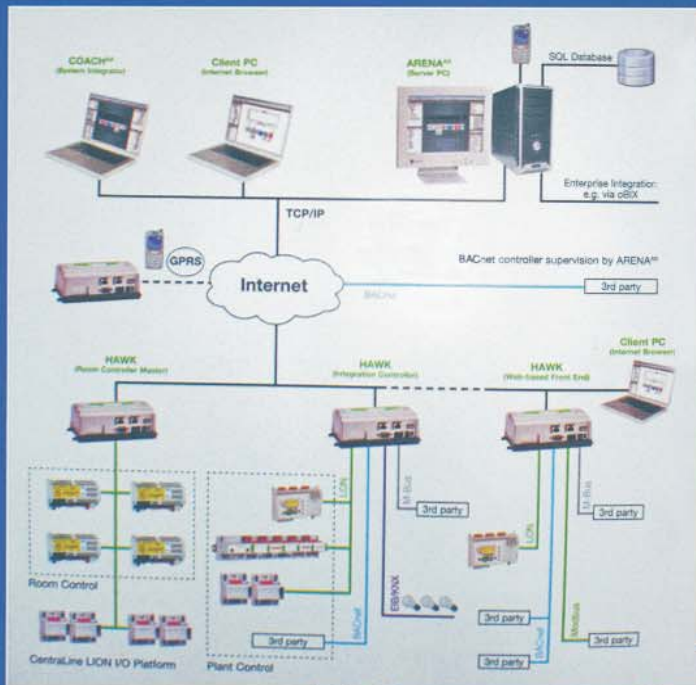 COACH^AX
(System Integrator)
Client PC
(Internet Browser)
ARENA^AX
(Server PC)
SQL Database
Enterprise Integration
e.g. via oBIX
TCP/IP
GPRS
Internet
BACnet controller supervision by ARENA^AX
BACnet
3rd party
HAWK
(Room Controller Master)
HAWK
(Integration Controller)
HAWK
(Web-based Front End)
Client PC
(Internet Browser)
LON
M-Bus
3rd party
LON
M-Bus
3rd party
Room Control
BACnet
EIB/KNX
3rd party
BACnet
Modbus
CentraLine LION I/O Platform
3rd party
Plant Control
3rd party
3rd party